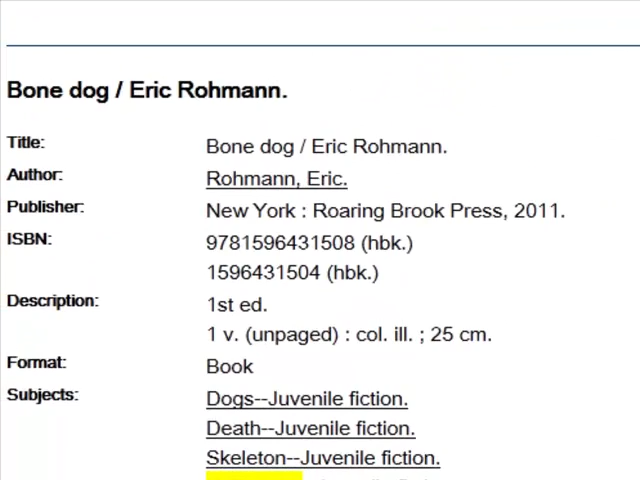 Bone dog / Eric Rohmann.
Title: Bone dog / Eric Rohmann.
Author: Rohmann, Eric.
Publisher: New York : Roaring Brook Press, 2011.
ISBN: 9781596431508 (hbk.)
1596431504 (hbk.)
Description: 1st ed.
1 v. (unpaged) : col. ill. ; 25 cm.
Format: Book
Subjects: Dogs--Juvenile fiction.
Death--Juvenile fiction.
Skeleton--Juvenile fiction.